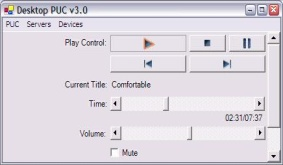 Desktop PUC v3.0
PUC Servers Devices
Play Control:
Current Title: Comfortable
Time:
02:31/07:37
Volume:
Mute